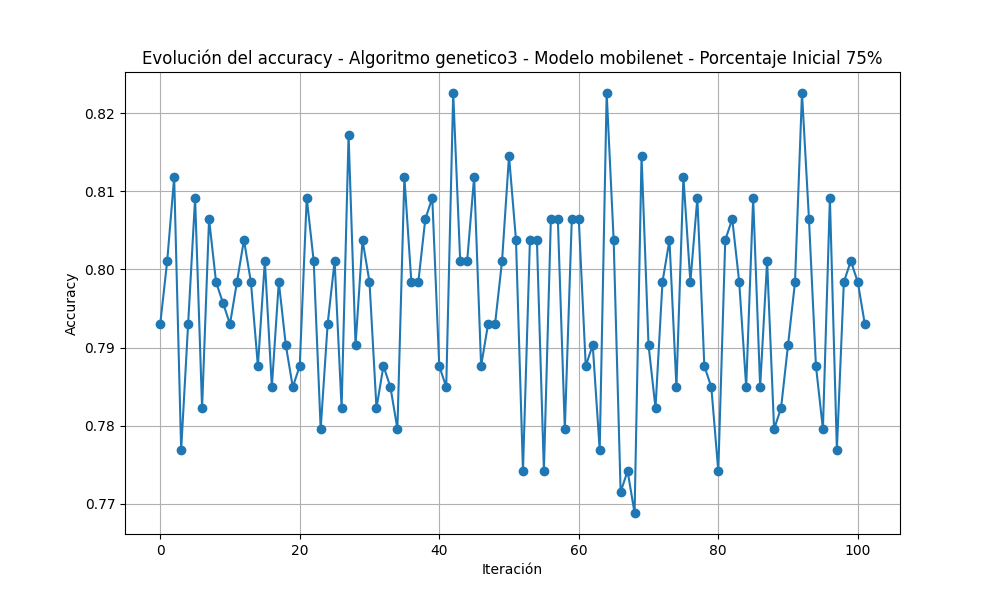 Evolución del accuracy - Algoritmo genetico3 - Modelo mobilenet - Porcentaje Inicial 75%
0.82
0.81
0.80
0.79
0.78
0.77
Accuracy
0 20 40 60 80 100
Iteración